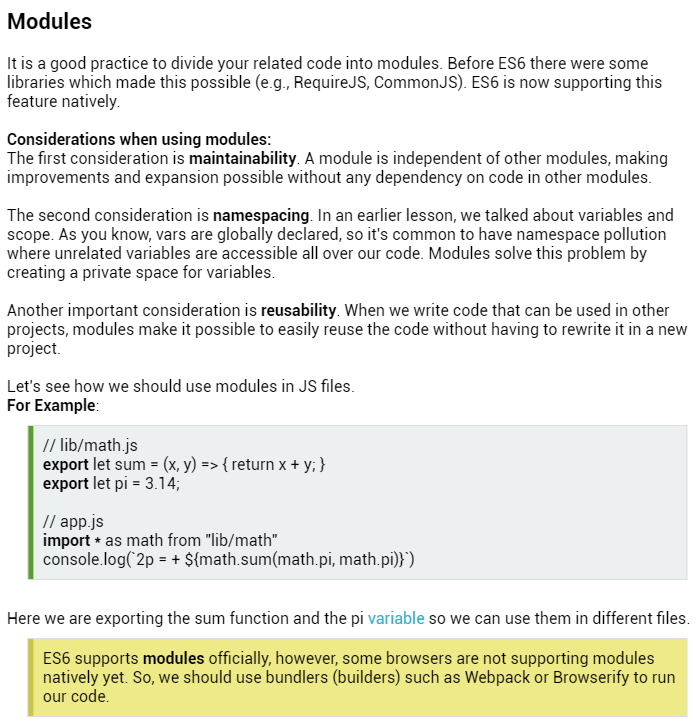 Modules
It is a good practice to divide your related code into modules. Before ES6 there were some
libraries which made this possible (e.g., RequireJS, CommonJS). ES6 is now supporting this
feature natively.
Considerations when using modules:
The first consideration is maintainability. A module is independent of other modules, making
improvements and expansion possible without any dependency on code in other modules.
The second consideration is namespacing. In an earlier lesson, we talked about variables and
scope. As you know, vars are globally declared, so it's common to have namespace pollution
where unrelated variables are accessible all over our code. Modules solve this problem by
creating a private space for variables.
Another important consideration is reusability. When we write code that can be used in other
projects, modules make it possible to easily reuse the code without having to rewrite it in a new
project.
Let's see how we should use modules in JS files.
For Example:
// lib/math.js
export let sum = (x, y) => { return x + y; }
export let pi = 3.14;
// app.js
import * as math from "lib/math"
console.log(`2p = + ${math.sum(math.pi, math.pi)}`)
Here we are exporting the sum function and the pi variable so we can use them in different files.
ES6 supports modules officially, however, some browsers are not supporting modules
natively yet. So, we should use bundlers (builders) such as Webpack or Browserify to run
our code.